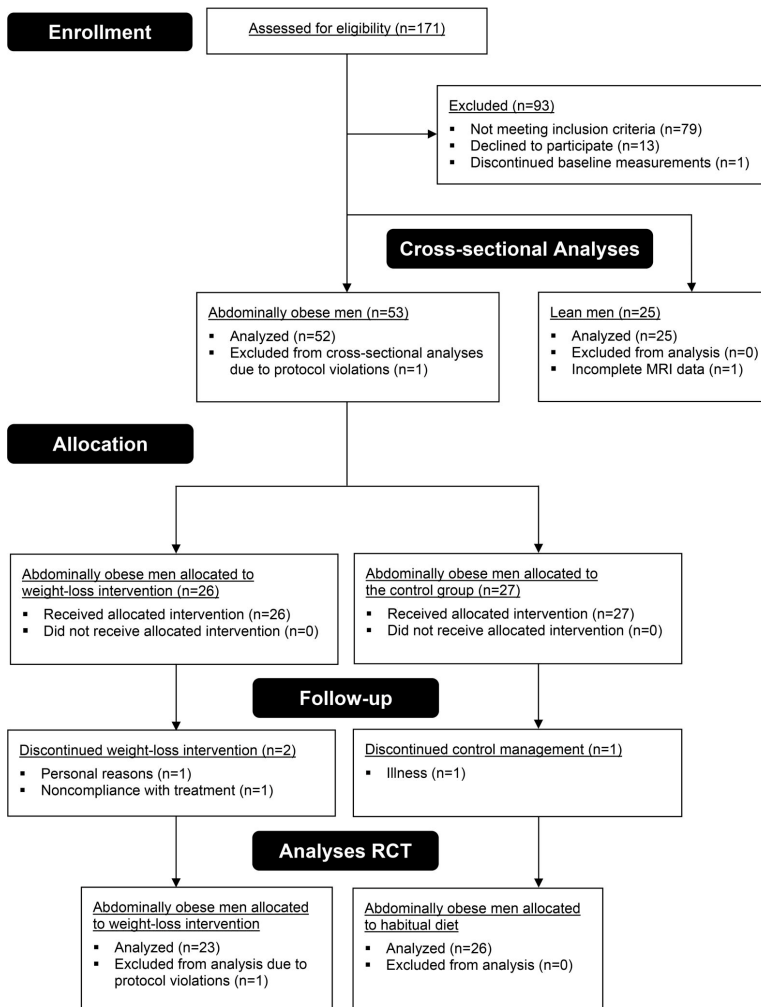 Enrollment
Assessed for eligibility (n=171)
Excluded (n=93)
▪ Not meeting inclusion criteria (n=79)
▪ Declined to participate (n=13)
▪ Discontinued baseline measurements (n=1)
Cross-sectional Analyses
Abdominally obese men (n=53)
▪ Analyzed (n=52)
▪ Excluded from cross-sectional analyses
due to protocol violations (n=1)
Lean men (n=25)
▪ Analyzed (n=25)
▪ Excluded from analysis (n=0)
▪ Incomplete MRI data (n=1)
Allocation
Abdominally obese men allocated to
weight-loss intervention (n=26)
▪ Received allocated intervention (n=26)
▪ Did not receive allocated intervention (n=0)
Abdominally obese men allocated to
the control group (n=27)
▪ Received allocated intervention (n=27)
▪ Did not receive allocated intervention (n=0)
Follow-up
Discontinued weight-loss intervention (n=2)
▪ Personal reasons (n=1)
▪ Noncompliance with treatment (n=1)
Discontinued control management (n=1)
▪ Illness (n=1)
Analyses RCT
Abdominally obese men allocated
to weight-loss intervention
▪ Analyzed (n=23)
▪ Excluded from analysis due to
protocol violations (n=1)
Abdominally obese men allocated
to habitual diet
▪ Analyzed (n=26)
▪ Excluded from analysis (n=0)